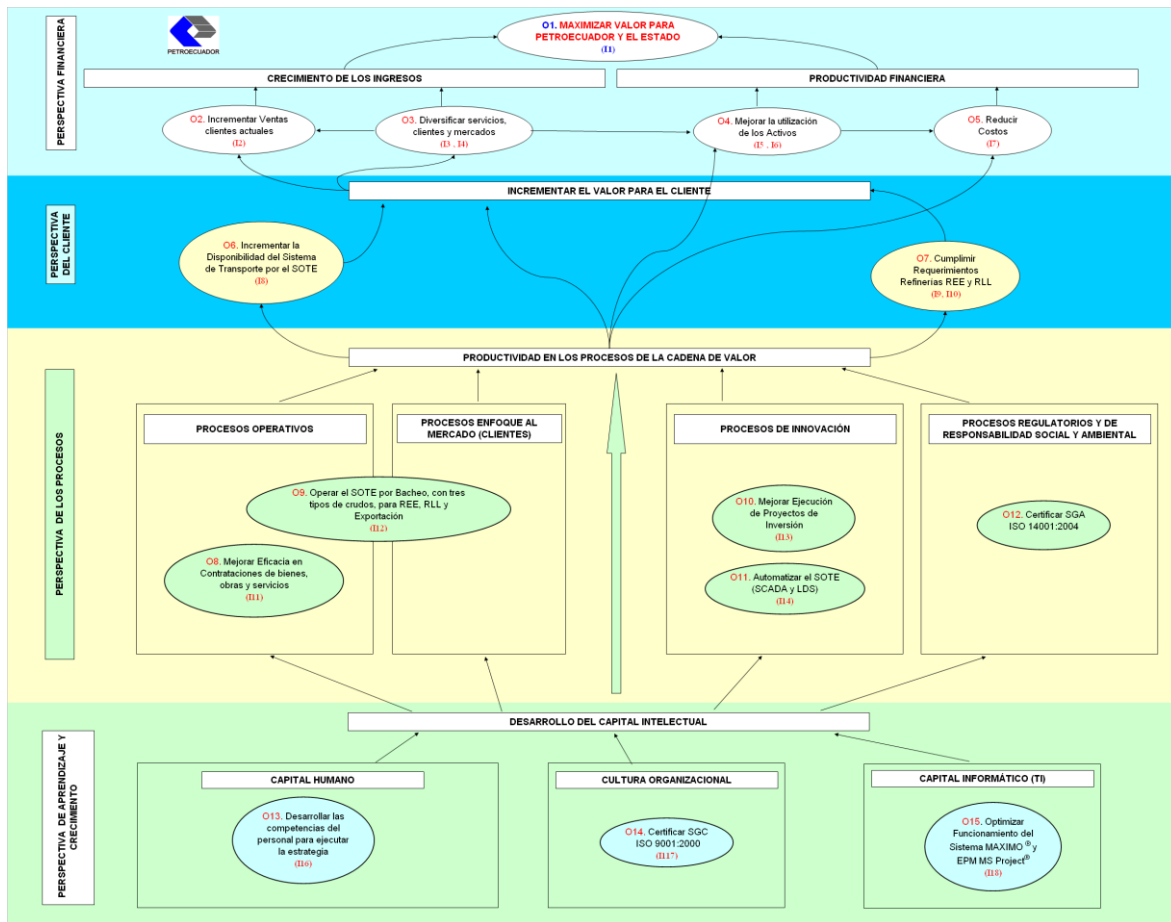 PERSPECTIVA FINANCIERA
PETROECUADOR
O1. MAXIMIZAR VALOR PARA
PETROECUADOR Y EL ESTADO
(I1)
CRECIMIENTO DE LOS INGRESOS
PRODUCTIVIDAD FINANCIERA
O2. Incrementar Ventas
clientes actuales
(I2)
O3. Diversificar servicios,
clientes y mercados
(I3 , I4)
O4. Mejorar la utilización
de los Activos
(I5 , I6)
O5. Reducir
Costos
(I7)
PERSPECTIVA
DEL CLIENTE
INCREMENTAR EL VALOR PARA EL CLIENTE
O6. Incrementar la
Disponibilidad del Sistema
de Transporte por el SOTE
(I8)
O7. Cumplimir
Requerimientos
Refinerías REE y RLL
(I9, I10)
PERSPECTIVA DE LOS PROCESOS
PRODUCTIVIDAD EN LOS PROCESOS DE LA CADENA DE VALOR
PROCESOS OPERATIVOS
PROCESOS ENFOQUE AL
MERCADO (CLIENTES)
PROCESOS DE INNOVACIÓN
PROCESOS REGULATORIOS Y DE
RESPONSABILIDAD SOCIAL Y AMBIENTAL
O9. Operar el SOTE por Bacheo, con tres
tipos de crudos, para REE, RLL y
Exportación
(I12)
O8. Mejorar Eficacia en
Contrataciones de bienes,
obras y servicios
(I11)
O10. Mejorar Ejecución
de Proyectos de
Inversión
(I13)
O11. Automatizar el SOTE
(SCADA y LDS)
(I14)
O12. Certificar SGA
ISO 14001:2004
PERSPECTIVA DE APRENDIZAJE Y
CRECIMIENTO
DESARROLLO DEL CAPITAL INTELECTUAL
CAPITAL HUMANO
CULTURA ORGANIZACIONAL
CAPITAL INFORMÁTICO (TI)
O13. Desarrollar las
competencias del
personal para ejecutar
la estrategia
(I16)
O14. Certificar SGC
ISO 9001:2000
(I117)
O15. Optimizar
Funcionamiento del
Sistema MAXIMO ® y
EPM MS Project®
(I18)